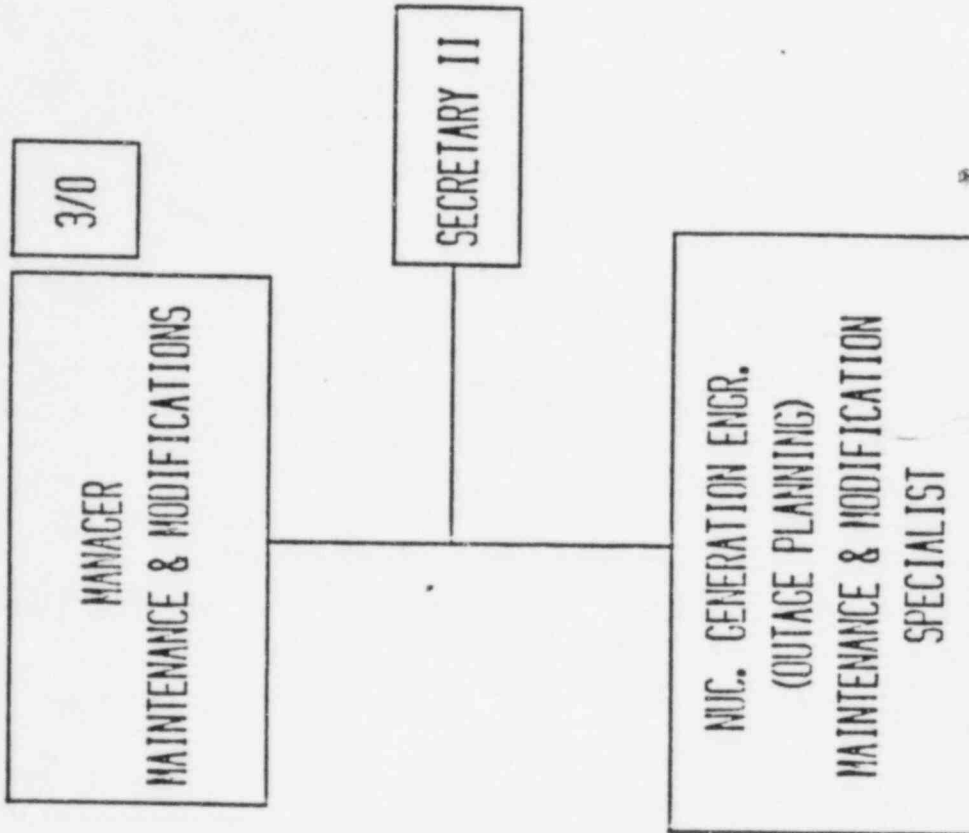 MANAGER
MAINTENANCE & MODIFICATIONS
3/0
SECRETARY II
NUC. GENERATION ENGR.
(OUTAGE PLANNING)
MAINTENANCE & MODIFICATION
SPECIALIST